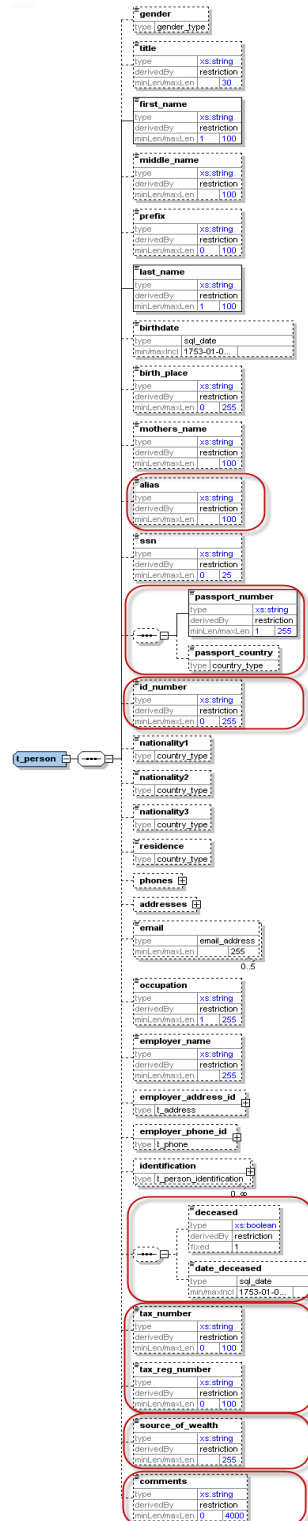 gender
type gender_type
title
type xs:string
derivedBy restriction
minLen/maxLen 30
first_name
type xs:string
derivedBy restriction
minLen/maxLen 1 100
middle_name
type xs:string
derivedBy restriction
minLen/maxLen 100
prefix
type xs:string
derivedBy restriction
minLen/maxLen 0 100
last_name
type xs:string
derivedBy restriction
minLen/maxLen 1 100
birthdate
type sql_date
min/maxIncl 1753-01-0...
birth_place
type xs:string
derivedBy restriction
minLen/maxLen 0 255
mothers_name
type xs:string
derivedBy restriction
minLen/maxLen 100
alias
type xs:string
derivedBy restriction
minLen/maxLen 100
ssn
type xs:string
derivedBy restriction
minLen/maxLen 0 25
passport_number
type xs:string
derivedBy restriction
minLen/maxLen 1 255
passport_country
type country_type
id_number
type xs:string
derivedBy restriction
minLen/maxLen 0 255
t_person
nationality1
type country_type
nationality2
type country_type
nationality3
type country_type
residence
type country_type
phones
addresses
email
type email_address
minLen/maxLen 255
0..5
occupation
type xs:string
derivedBy restriction
minLen/maxLen 1 255
employer_name
type xs:string
derivedBy restriction
minLen/maxLen 255
employer_address_id
type t_address
employer_phone_id
type t_phone
identification
type t_person_identification
0..∞
deceased
type xs:boolean
derivedBy restriction
fixed 1
date_deceased
type sql_date
min/maxIncl 1753-01-0...
tax_number
type xs:string
derivedBy restriction
minLen/maxLen 0 100
tax_reg_number
type xs:string
derivedBy restriction
minLen/maxLen 0 100
source_of_wealth
type xs:string
derivedBy restriction
minLen/maxLen 255
comments
type xs:string
derivedBy restriction
minLen/maxLen 0 4000